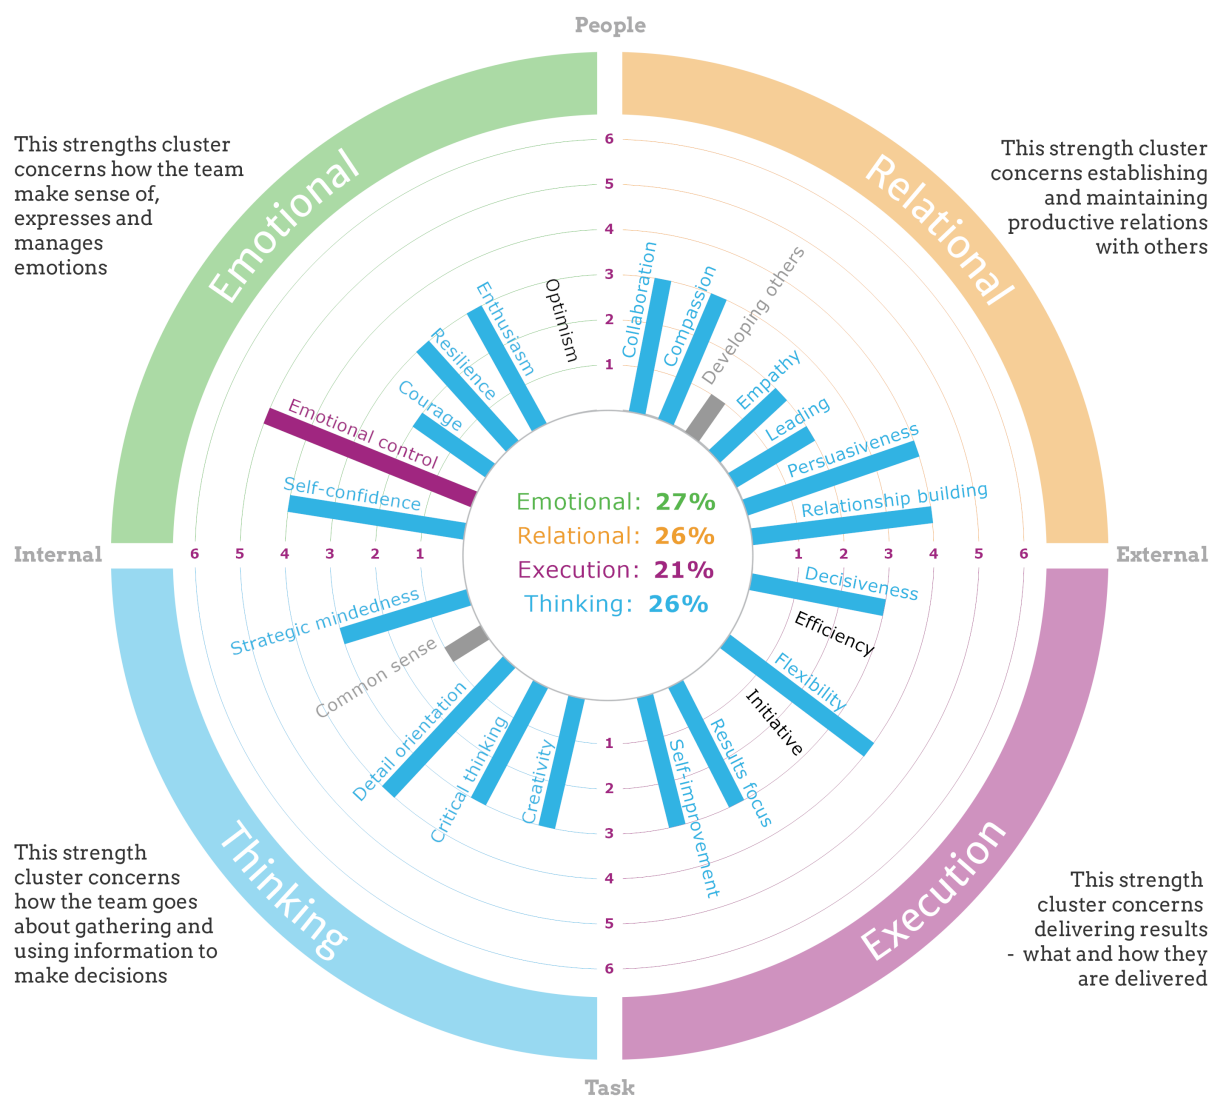 People
This strengths cluster
concerns how the team
make sense of,
expresses and
manages
emotions
Emotional
Relational
This strength cluster
concerns establishing
and maintaining
productive relations
with others
6
5
4
3
2
1
Optimism
Enthusiasm
Resilience
Courage
Emotional control
Self-confidence
Collaboration
Compassion
Developing others
Empathy
Leading
Persuasiveness
Relationship building
Emotional: 27%
Relational: 26%
Execution: 21%
Thinking: 26%
Internal
6 5 4 3 2 1
1 2 3 4 5 6
External
Decisiveness
Efficiency
Flexibility
Initiative
Results focus
Self-improvement
Strategic mindedness
Common sense
Detail orientation
Critical thinking
Creativity
1
2
3
4
5
6
This strength
cluster concerns
how the team goes
about gathering and
using information to
make decisions
Thinking
Execution
This strength
cluster concerns
delivering results
- what and how they
are delivered
Task